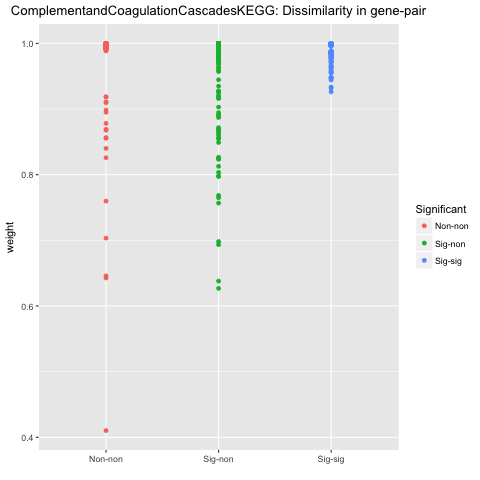 ComplementandCoagulationCascadesKEGG: Dissimilarity in gene-pair
1.0
0.8
0.6
0.4
weight
Non-non
Sig-non
Sig-sig
Significant
Non-non
Sig-non
Sig-sig